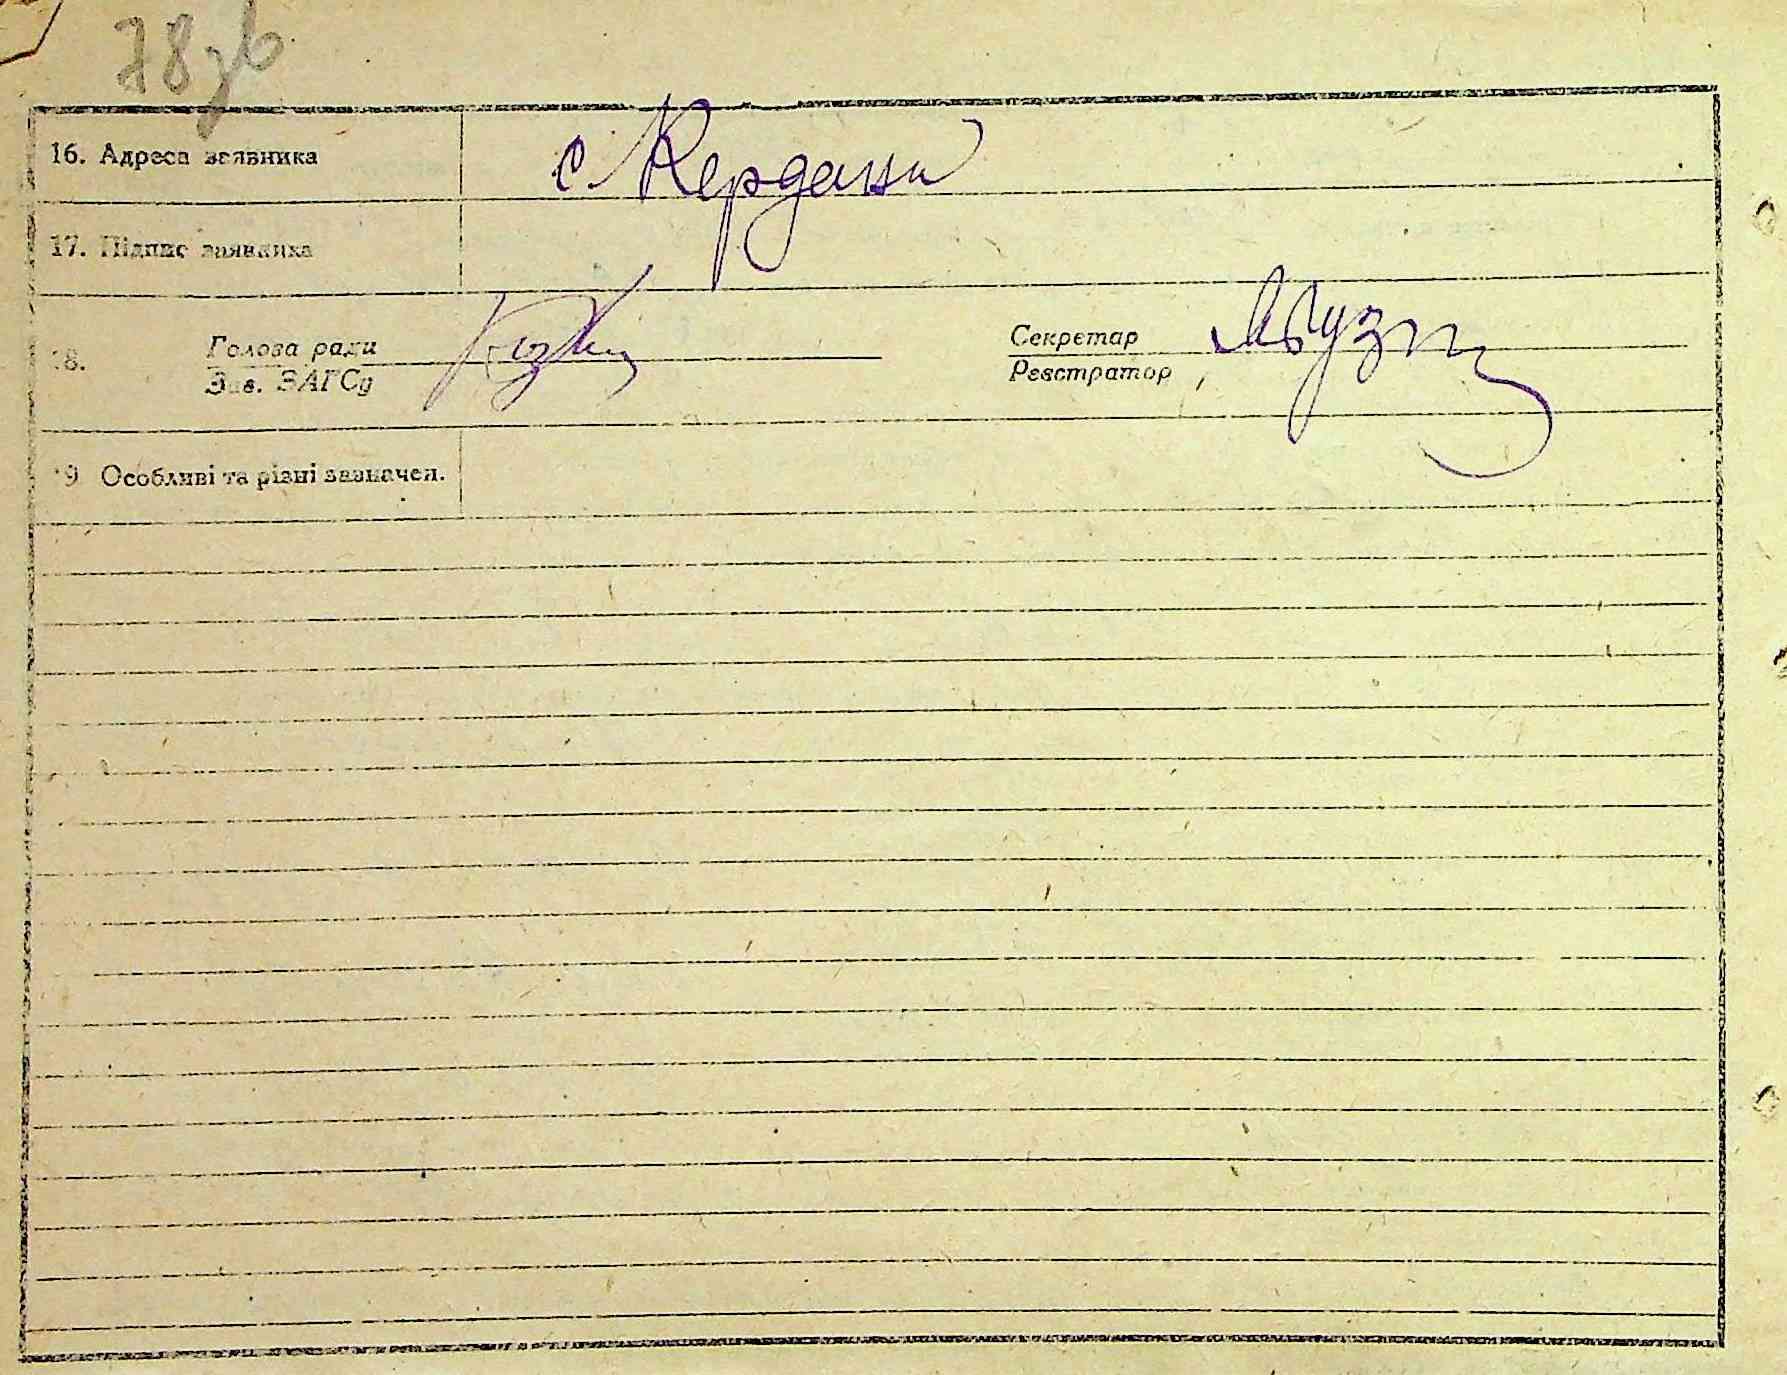 78 зв
16. Адреса заявника с. Кердани
17. Підпис заявника
18. Голова ради Секретар
Зав. ЗАГСу Реєстратор
19 Особливі та різні зазначен.